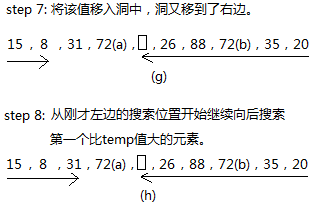 step 7: 将该值移入洞中，洞又移到了右边。
15 , 8 , 31 , 72(a) , , 26 , 88 , 72(b) , 35 , 20
(g)
step 8: 从刚才左边的搜索位置开始继续向后搜索
第一个比temp值大的元素。
15 , 8 , 31 , 72(a) , , 26 , 88 , 72(b) , 35 , 20
(h)